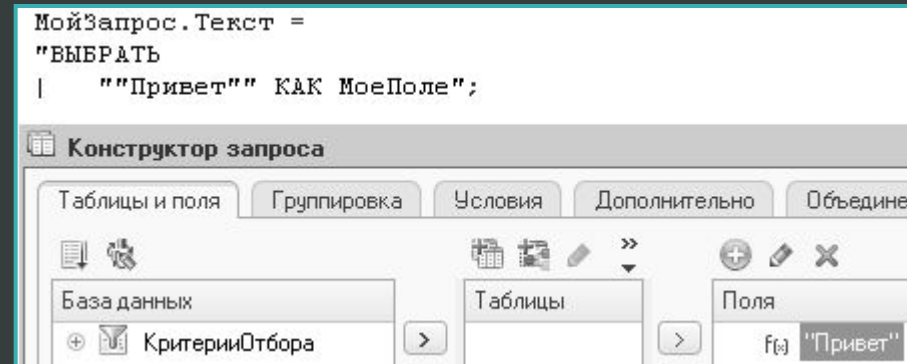 МойЗапрос.Текст =
"ВЫБРАТЬ
|    ""Привет"" КАК МоеПоле";
Конструктор запроса
Таблицы и поля Группировка Условия Дополнительно Объедине
База данных Таблицы Поля
КритерииОтбора "Привет"